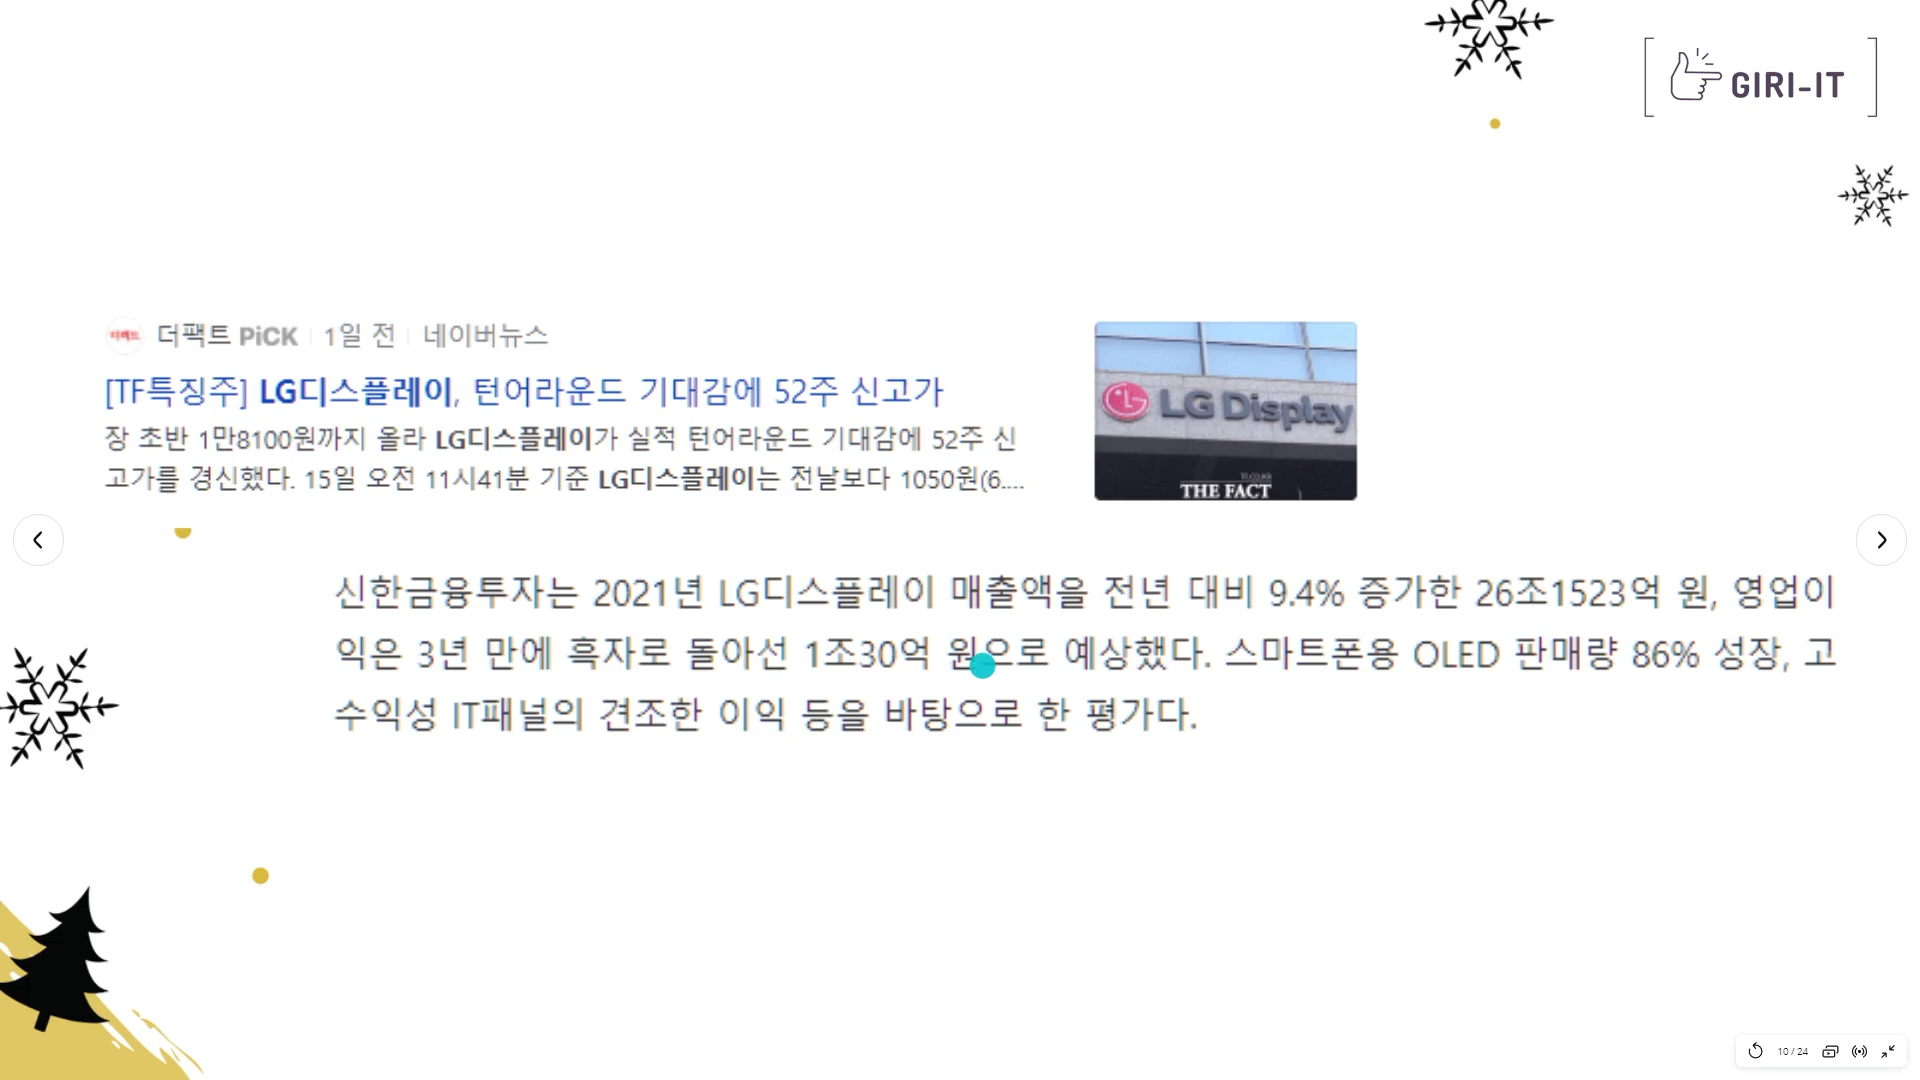 GIRI-IT
더팩트 더팩트 PiCK 1일 전 네이버뉴스
[TF특징주] LG디스플레이, 턴어라운드 기대감에 52주 신고가
장 초반 1만8100원까지 올라 LG디스플레이가 실적 턴어라운드 기대감에 52주 신
고가를 경신했다. 15일 오전 11시41분 기준 LG디스플레이는 전날보다 1050원(6....
LG Display
THE FACT
신한금융투자는 2021년 LG디스플레이 매출액을 전년 대비 9.4% 증가한 26조1523억 원, 영업이
익은 3년 만에 흑자로 돌아선 1조30억 원으로 예상했다. 스마트폰용 OLED 판매량 86% 성장, 고
수익성 IT패널의 견조한 이익 등을 바탕으로 한 평가다.
10 / 24